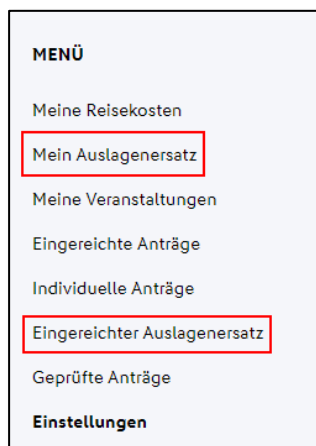 MENÜ
Meine Reisekosten
Mein Auslagenersatz
Meine Veranstaltungen
Eingereichte Anträge
Individuelle Anträge
Eingereichter Auslagenersatz
Geprüfte Anträge
Einstellungen